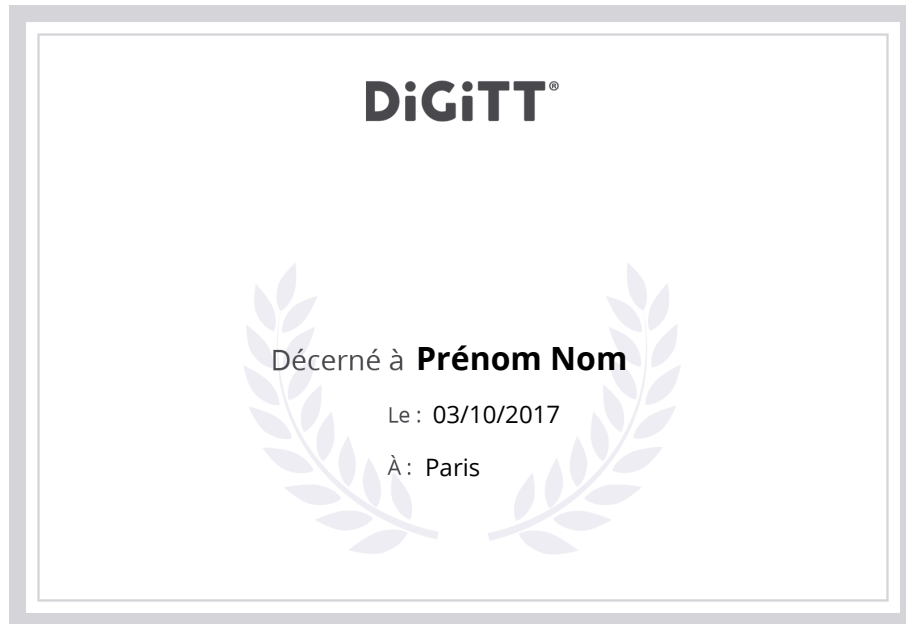 DiGiTT®
Décerné à Prénom Nom
Le : 03/10/2017
À : Paris